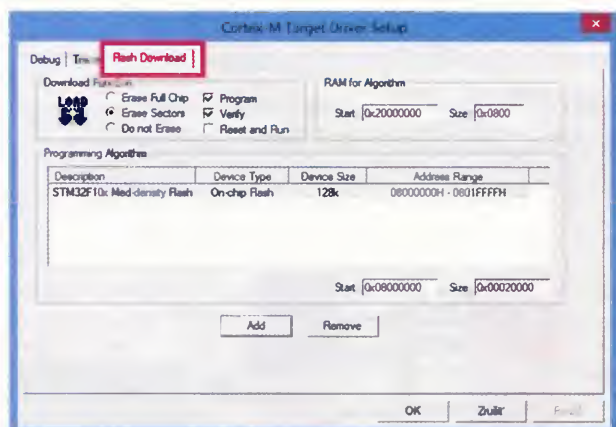 Cortex-M Target Driver Setup
Debug Flash Download
Download Function RAM for Algorithm
LOAD Erase Full Chip Program
Erase Sectors Verify Start 0x20000000 Size 0x0800
Do not Erase Reset and Run
Programming Algorithm
Description Device Type Device Size Address Range
STM32F10x Med-density Flash On-chip Flash 128k 08000000H - 0801FFFFH
Start 0x08000000 Size 0x00020000
Add Remove
OK Zrušit